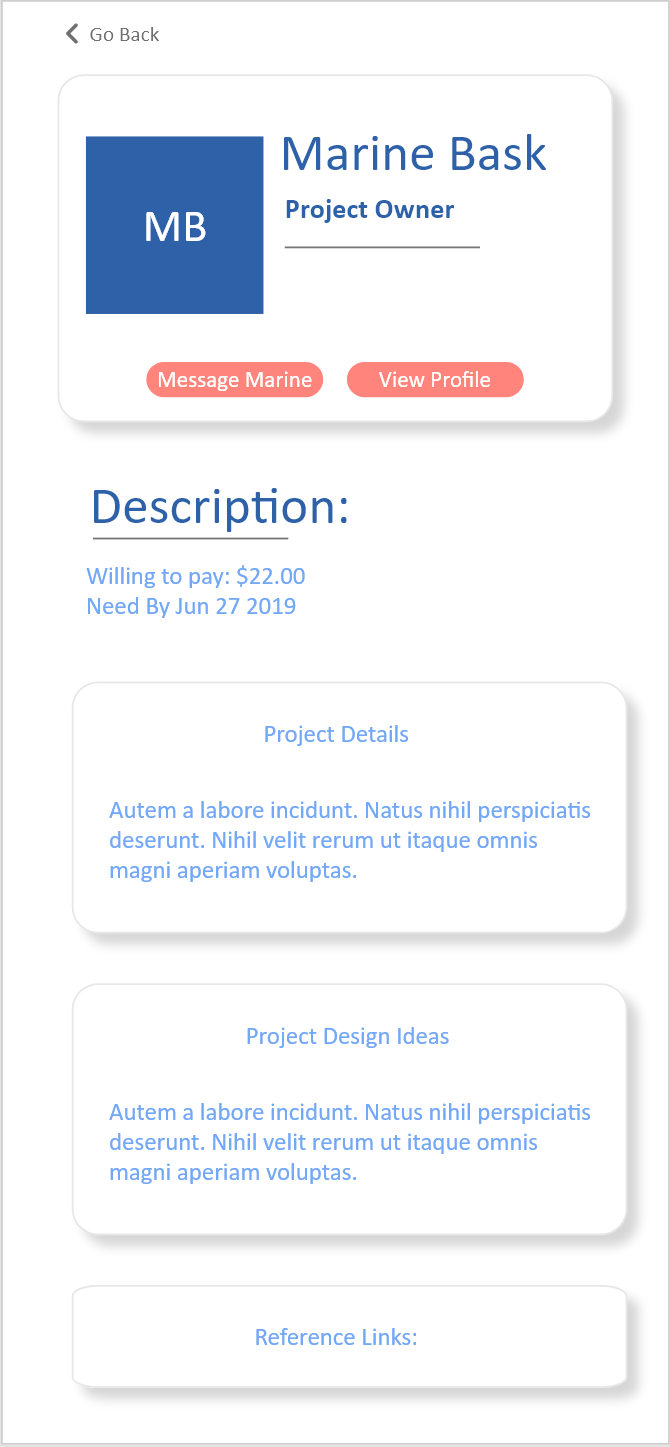 Go Back
Marine Bask
Project Owner
MB
Message Marine
View Profile
Description:
Willing to pay: $22.00
Need By Jun 27 2019
Project Details
Autem a labore incidunt. Natus nihil perspiciatis
deserunt. Nihil velit rerum ut itaque omnis
magni aperiam voluptas.
Project Design Ideas
Autem a labore incidunt. Natus nihil perspiciatis
deserunt. Nihil velit rerum ut itaque omnis
magni aperiam voluptas.
Reference Links: